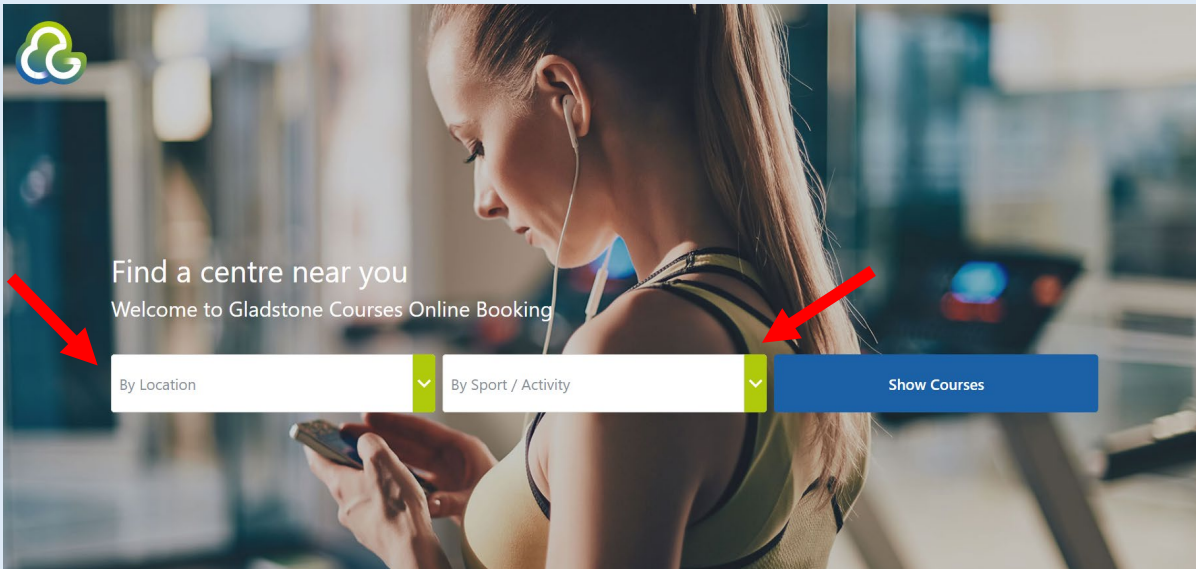 Find a centre near you
Welcome to Gladstone Courses Online Booking
By Location
By Sport / Activity
Show Courses